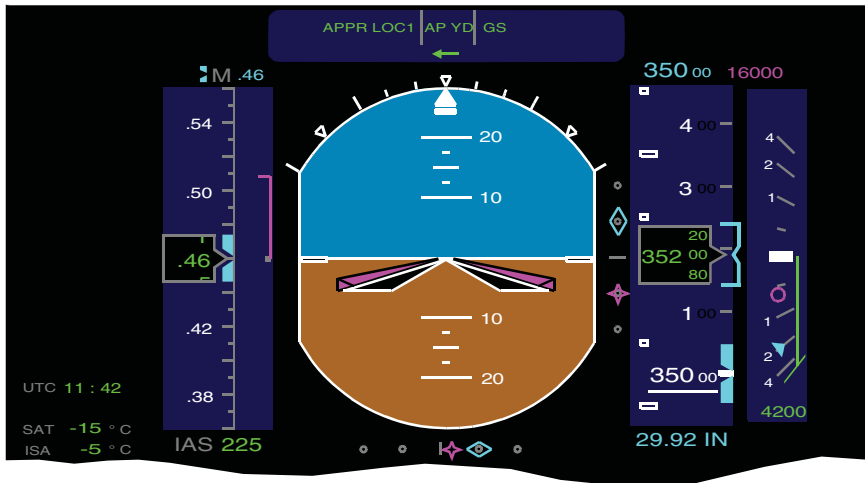 APPR LOC1 AP YD GS
M .46
350 00 16000
.54
.50
.46
.42
.38
20
10
10
20
4 00
3 00
20
352 00
80
1 00
350 00
4
2
1
1
2
4
4200
UTC 11 : 42
SAT -15 ° C
ISA -5 ° C
IAS 225
29.92 IN